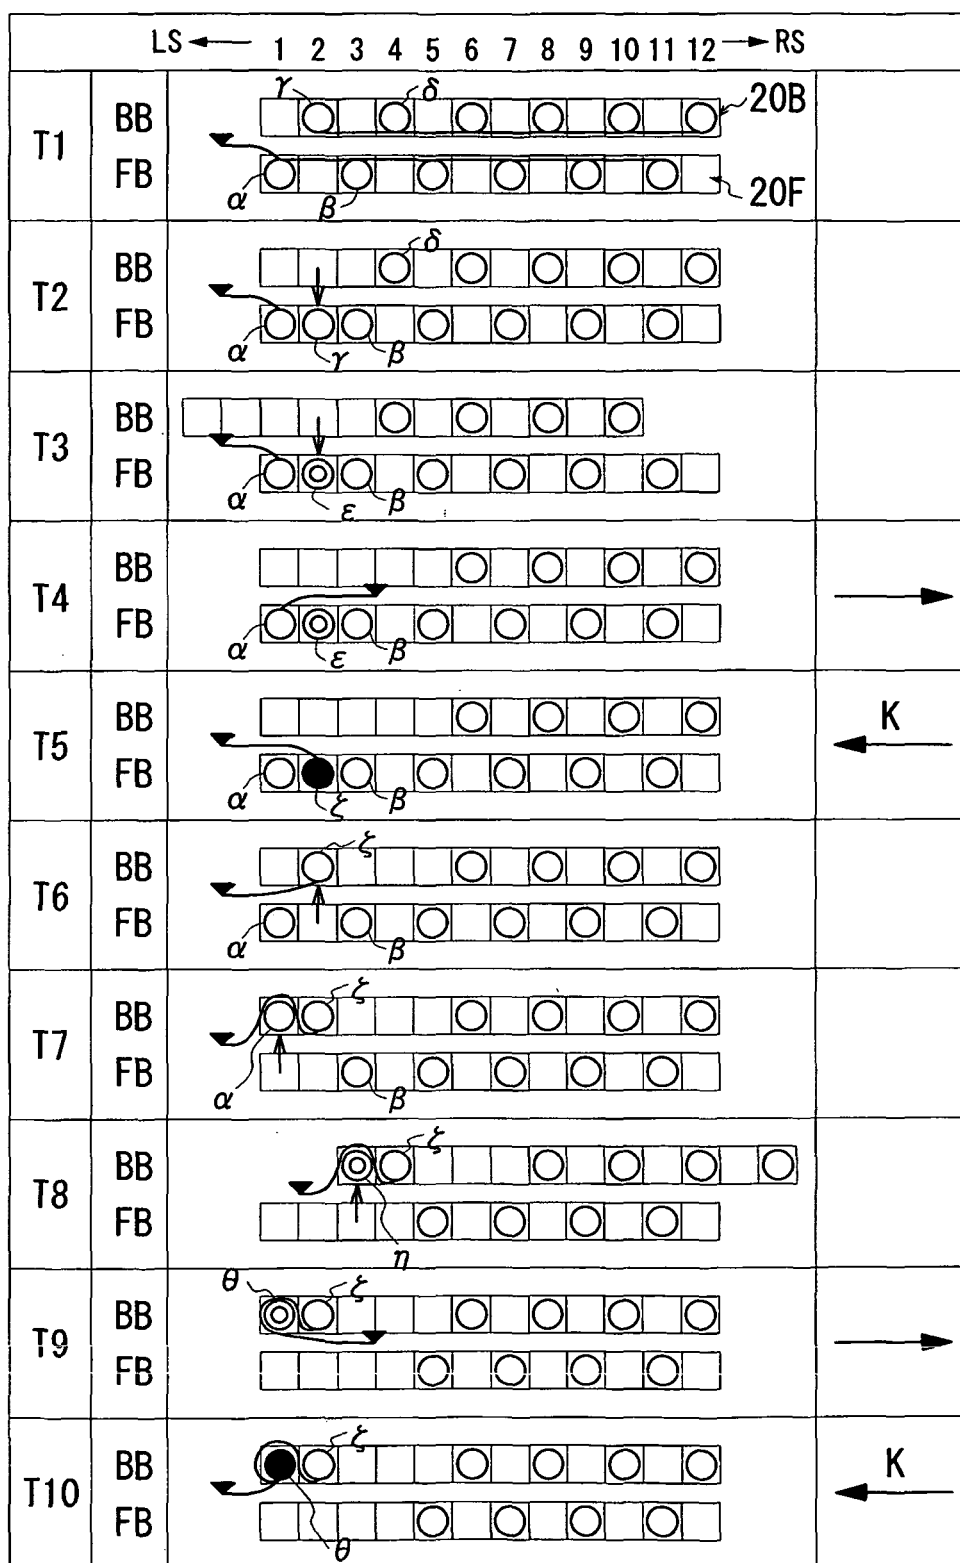 LS 1 2 3 4 5 6 7 8 9 10 11 12 RS
γ δ
T1 BB 20B
FB
α β 20F
δ
T2 BB
FB
α γ β
T3 BB
FB
α ε β
T4 BB
FB
α ε β
T5 BB K
FB
α ζ β
ζ
T6 BB
FB
α β
ζ
T7 BB
FB
α β
ζ
T8 BB
FB
η
θ ζ
T9 BB
FB
ζ
T10 BB K
FB
θ